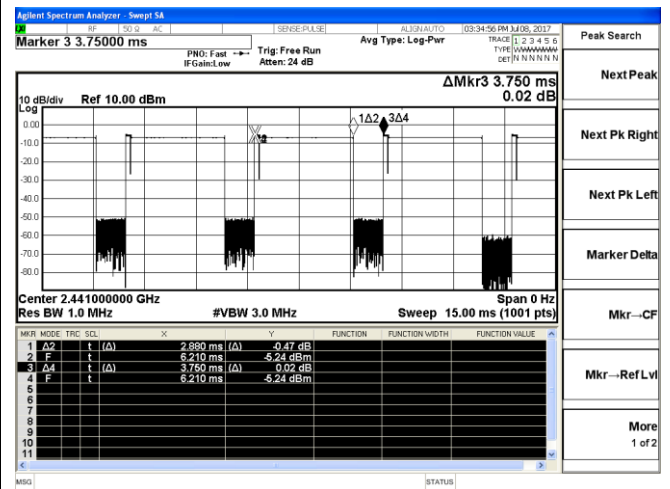 Agilent Spectrum Analyzer - Swept SA
RF 50 Ω AC SENSE:PULSE ALIGNAUTO 03:34:56 PM Jul 08, 2017
Marker 3 3.75000 ms
PNO: Fast Trig: Free Run Avg Type: Log-Pwr TRACE 1 2 3 4 5 6
IFGain:Low Atten: 24 dB TYPE
DET N N N N N N
ΔMkr3 3.750 ms
0.02 dB
10 dB/div Ref 10.00 dBm
Log
1Δ2 3Δ4
0.00
-10.0
-20.0
-30.0
-40.0
-50.0
-60.0
-70.0
-80.0
Center 2.441000000 GHz Span 0 Hz
Res BW 1.0 MHz #VBW 3.0 MHz Sweep 15.00 ms (1001 pts)
MKR MODE TRC SCL X Y FUNCTION FUNCTION WIDTH FUNCTION VALUE
1 Δ2 t (Δ) 2.880 ms (Δ) -0.47 dB
2 F t 6.210 ms -5.24 dBm
3 Δ4 t (Δ) 3.750 ms (Δ) 0.02 dB
4 F t 6.210 ms -5.24 dBm
5
6
7
8
9
10
11
MSG STATUS
Peak Search
Next Peak
Next Pk Right
Next Pk Left
Marker Delta
Mkr→CF
Mkr→Ref Lvl
More
1 of 2